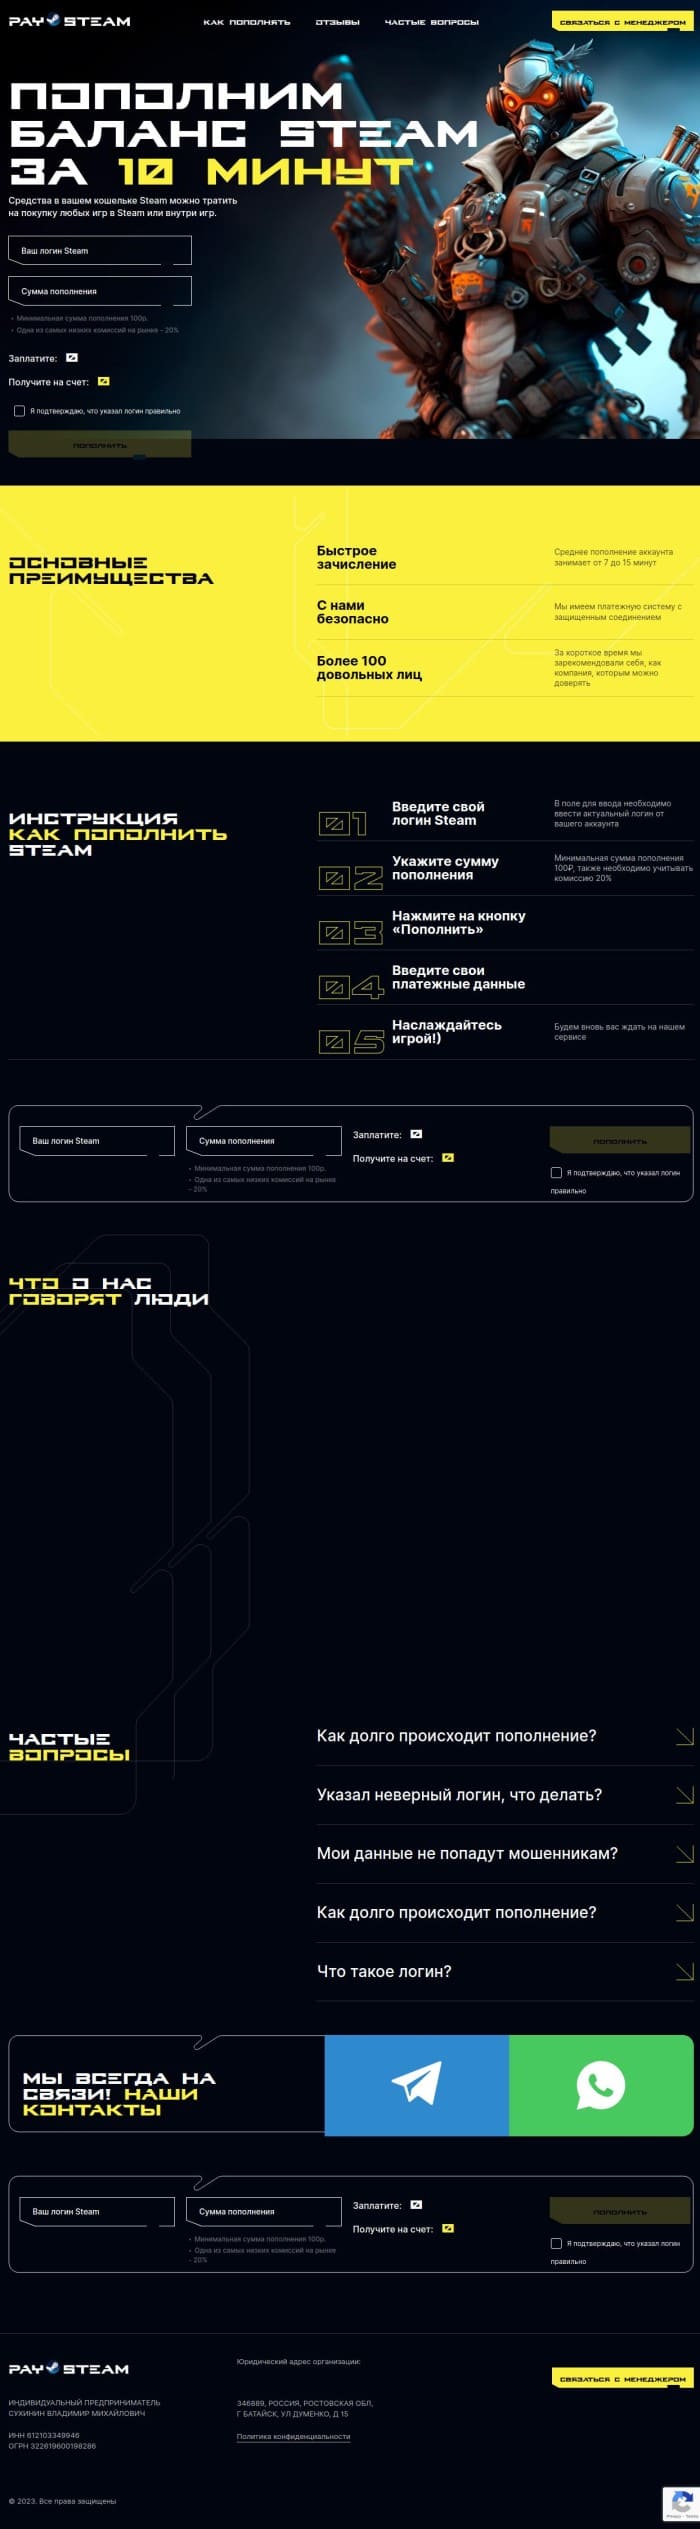 PAY STEAM
КАК ПОПОЛНЯТЬ
ОТЗЫВЫ
ЧАСТЫЕ ВОПРОСЫ
СВЯЗАТЬСЯ С МЕНЕДЖЕРОМ
ПОПОЛНИМ
БАЛАНС STEAM
ЗА 10 МИНУТ
Средства в вашем кошельке Steam можно тратить
на покупку любых игр в Steam или внутри игр.
Ваш логин Steam
Сумма пополнения
• Минимальная сумма пополнения 100р.
• Одна из самых низких комиссий на рынке - 20%
Заплатите: 0
Получите на счет: 0
Я подтверждаю, что указал логин правильно
ПОПОЛНИТЬ
ОСНОВНЫЕ
ПРЕИМУЩЕСТВА
Быстрое
зачисление
Среднее пополнение аккаунта
занимает от 7 до 15 минут
С нами
безопасно
Мы имеем платежную систему с
защищенным соединением
Более 100
довольных лиц
За короткое время мы
зарекомендовали себя, как
компания, которым можно
доверять
ИНСТРУКЦИЯ
КАК ПОПОЛНИТЬ
STEAM
01
Введите свой
логин Steam
В поле для ввода необходимо
ввести актуальный логин от
вашего аккаунта
02
Укажите сумму
пополнения
Минимальная сумма пополнения
100₽, также необходимо учитывать
комиссию 20%
03
Нажмите на кнопку
«Пополнить»
04
Введите свои
платежные данные
05
Наслаждайтесь
игрой!)
Будем вновь вас ждать на нашем
сервисе
Ваш логин Steam
Сумма пополнения
• Минимальная сумма пополнения 100р.
• Одна из самых низких комиссий на рынке
- 20%
Заплатите: 0
Получите на счет: 0
ПОПОЛНИТЬ
Я подтверждаю, что указал логин
правильно
ЧТО О НАС
ГОВОРЯТ ЛЮДИ
ЧАСТЫЕ
ВОПРОСЫ
Как долго происходит пополнение?
Указал неверный логин, что делать?
Мои данные не попадут мошенникам?
Как долго происходит пополнение?
Что такое логин?
МЫ ВСЕГДА НА
СВЯЗИ! НАШИ
КОНТАКТЫ
Ваш логин Steam
Сумма пополнения
• Минимальная сумма пополнения 100р.
• Одна из самых низких комиссий на рынке
- 20%
Заплатите: 0
Получите на счет: 0
ПОПОЛНИТЬ
Я подтверждаю, что указал логин
правильно
PAY STEAM
Юридический адрес организации:
СВЯЗАТЬСЯ С МЕНЕДЖЕРОМ
ИНДИВИДУАЛЬНЫЙ ПРЕДПРИНИМАТЕЛЬ
СУХИНИН ВЛАДИМИР МИХАЙЛОВИЧ
346889, РОССИЯ, РОСТОВСКАЯ ОБЛ,
Г БАТАЙСК, УЛ ДУМЕНКО, Д 15
ИНН 612103349946
ОГРН 322619600198286
Политика конфиденциальности
© 2023. Все права защищены
Privacy - Terms